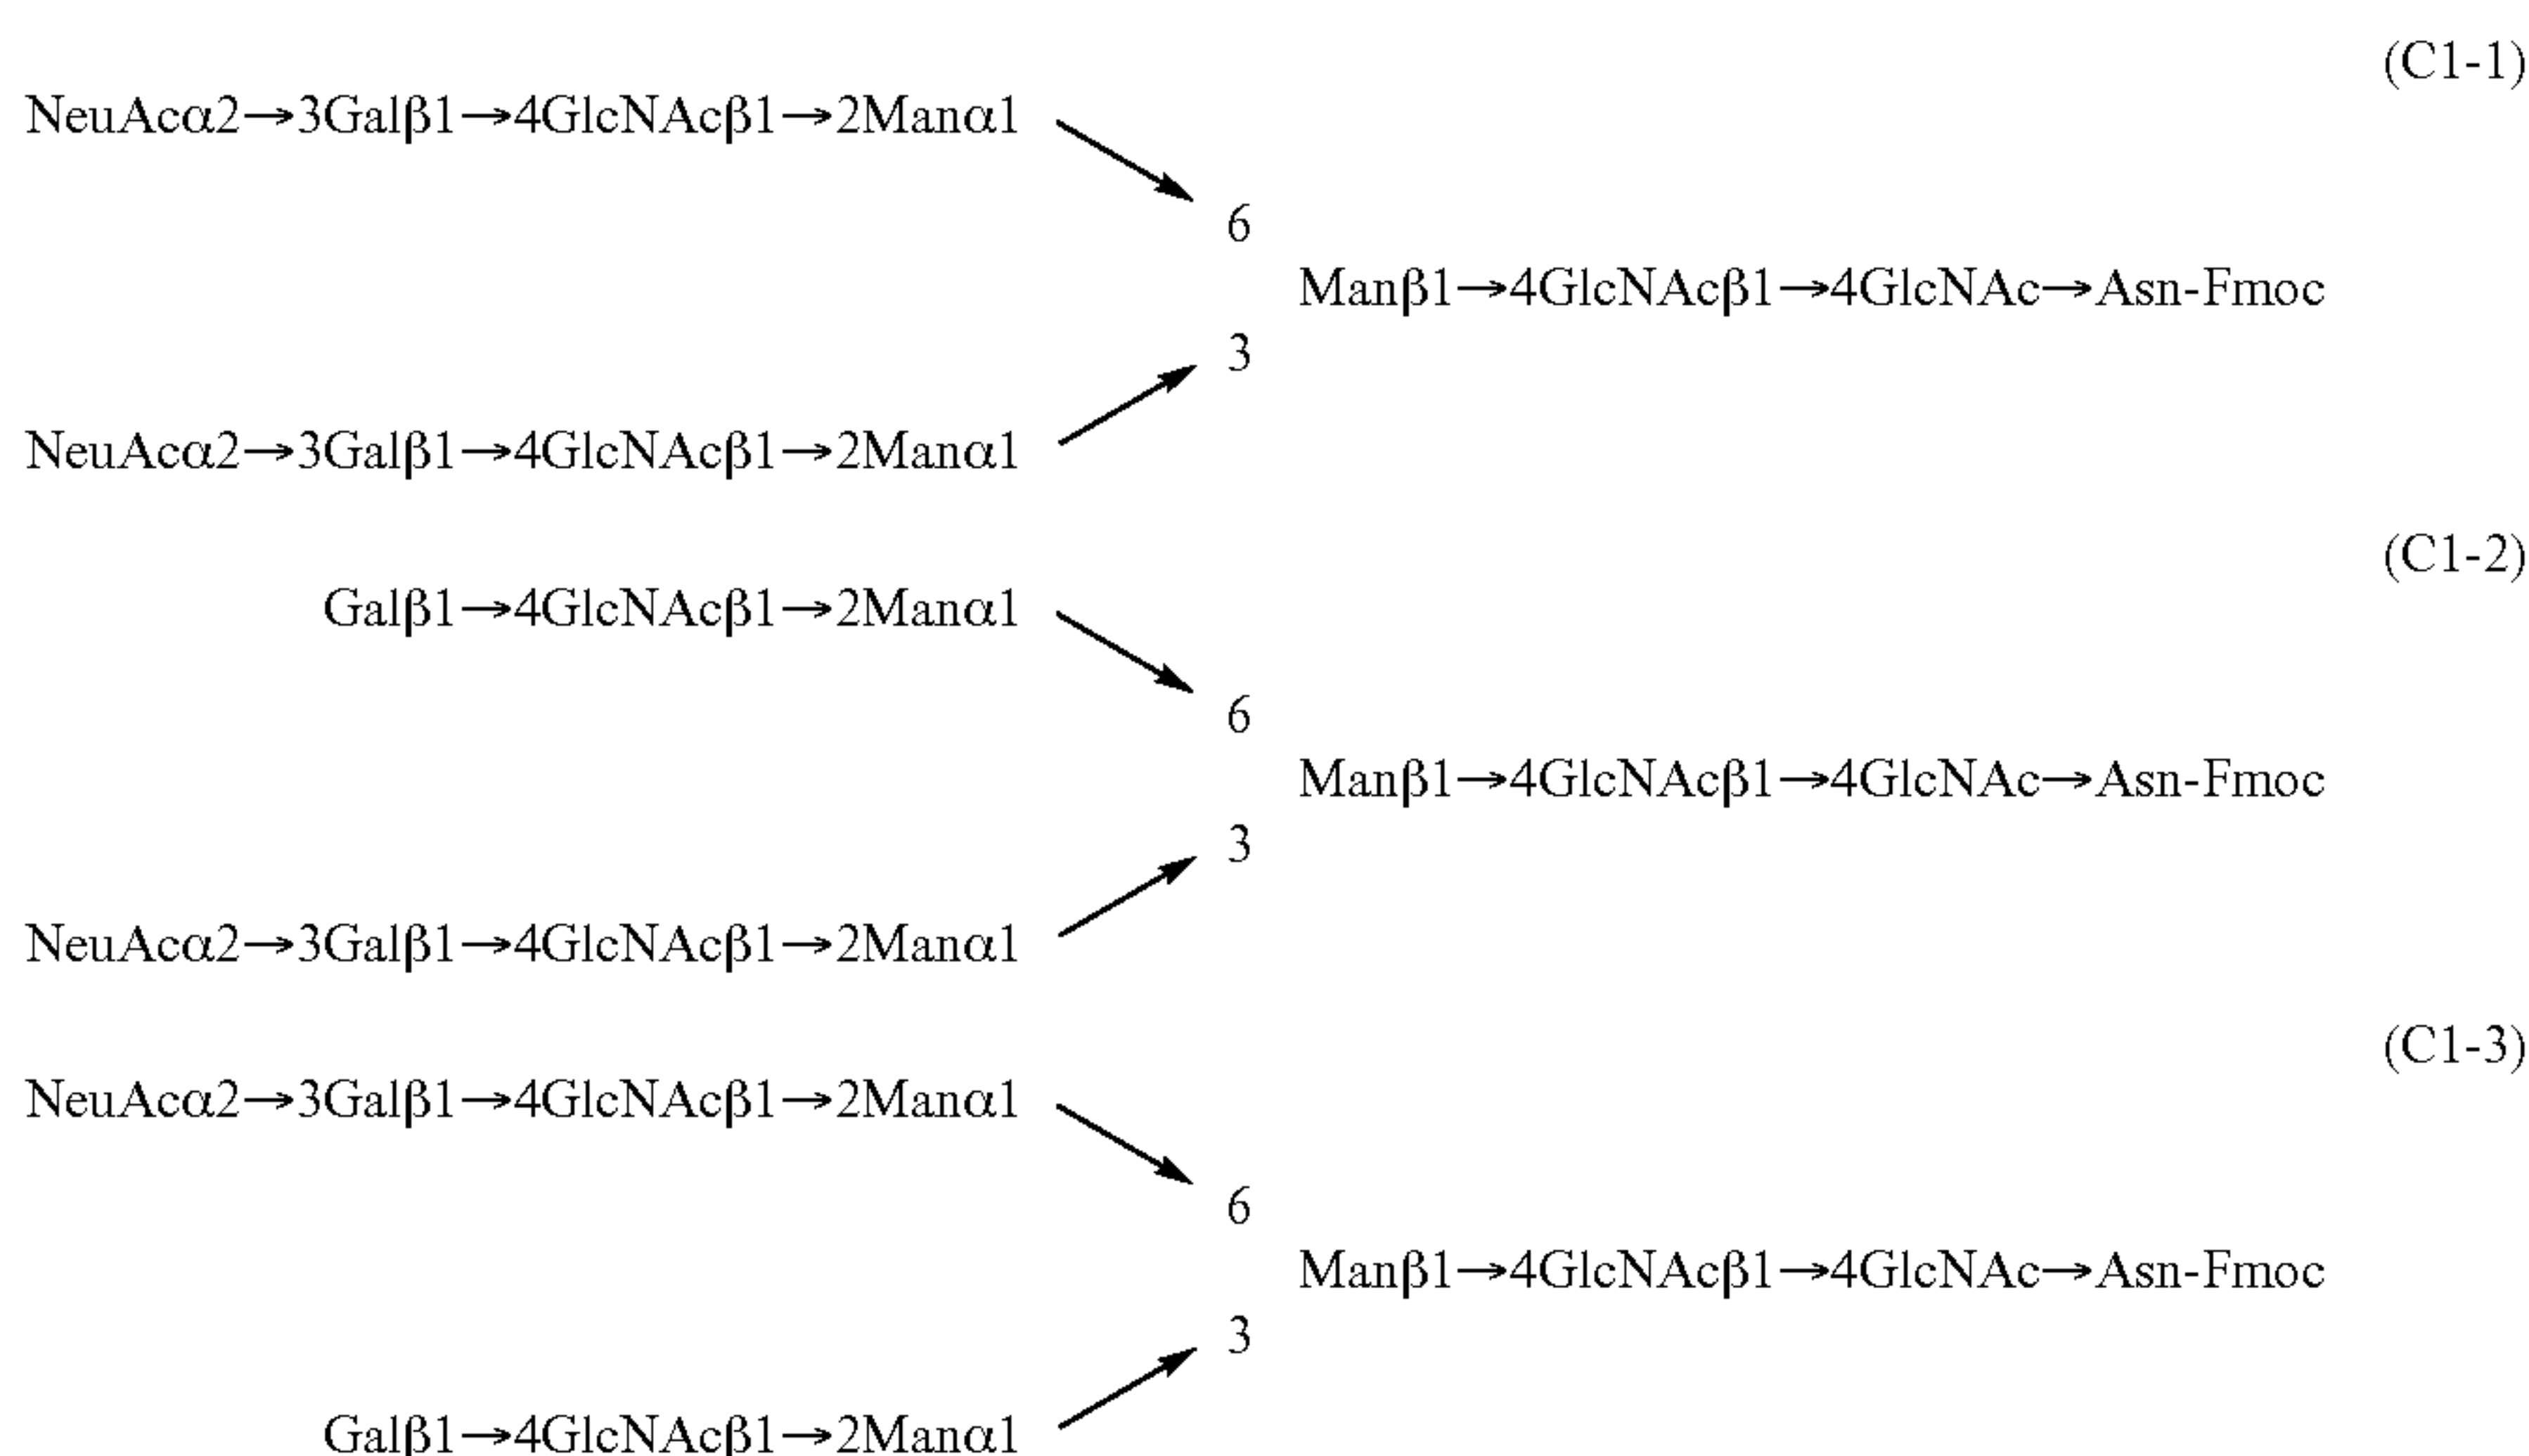 (C1-1)
NeuAcα2→3Galβ1→4GlcNAcβ1→2Manα1
6
Manβ1→4GlcNAcβ1→4GlcNAc→Asn-Fmoc
3
NeuAcα2→3Galβ1→4GlcNAcβ1→2Manα1
(C1-2)
Galβ1→4GlcNAcβ1→2Manα1
6
Manβ1→4GlcNAcβ1→4GlcNAc→Asn-Fmoc
3
NeuAcα2→3Galβ1→4GlcNAcβ1→2Manα1
(C1-3)
NeuAcα2→3Galβ1→4GlcNAcβ1→2Manα1
6
Manβ1→4GlcNAcβ1→4GlcNAc→Asn-Fmoc
3
Galβ1→4GlcNAcβ1→2Manα1